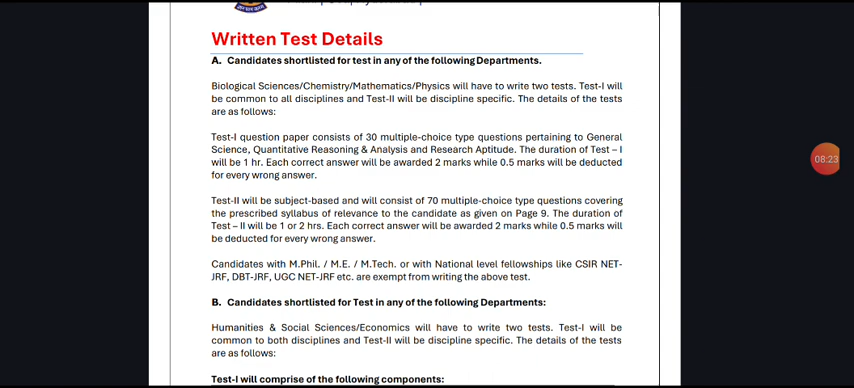 Written Test Details
A. Candidates shortlisted for test in any of the following Departments.
Biological Sciences/Chemistry/Mathematics/Physics will have to write two tests. Test-I will
be common to all disciplines and Test-II will be discipline specific. The details of the tests
are as follows:
Test-I question paper consists of 30 multiple-choice type questions pertaining to General
Science, Quantitative Reasoning & Analysis and Research Aptitude. The duration of Test – I
will be 1 hr. Each correct answer will be awarded 2 marks while 0.5 marks will be deducted
for every wrong answer.
Test-II will be subject-based and will consist of 70 multiple-choice type questions covering
the prescribed syllabus of relevance to the candidate as given on Page 9. The duration of
Test – II will be 1 or 2 hrs. Each correct answer will be awarded 2 marks while 0.5 marks will
be deducted for every wrong answer.
Candidates with M.Phil. / M.E. / M.Tech. or with National level fellowships like CSIR NET-
JRF, DBT-JRF, UGC NET-JRF etc. are exempt from writing the above test.
B. Candidates shortlisted for Test in any of the following Departments:
Humanities & Social Sciences/Economics will have to write two tests. Test-I will be
common to both disciplines and Test-II will be discipline specific. The details of the tests
are as follows:
Test-I will comprise of the following components:
08:23